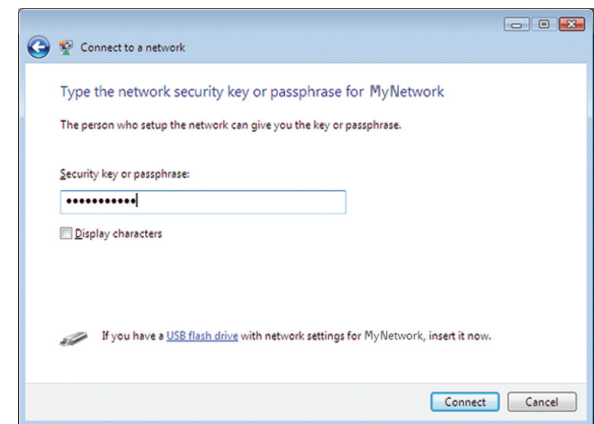 Connect to a network
Type the network security key or passphrase for MyNetwork
The person who setup the network can give you the key or passphrase.
Security key or passphrase:
•••••••••••
Display characters
If you have a USB flash drive with network settings for MyNetwork, insert it now.
Connect Cancel